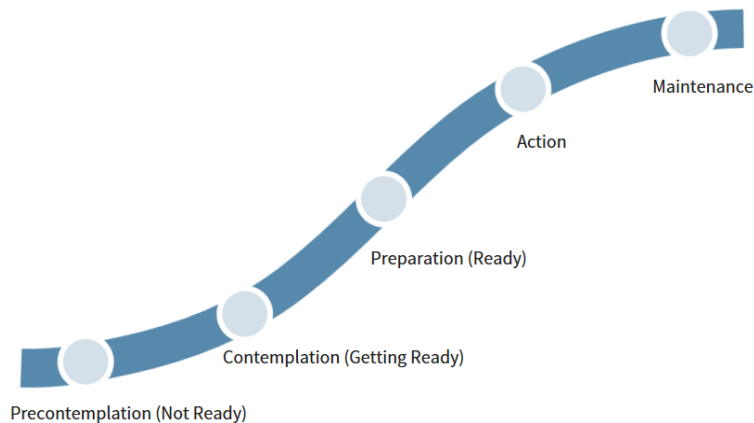 Maintenance
Action
Preparation (Ready)
Contemplation (Getting Ready)
Precontemplation (Not Ready)